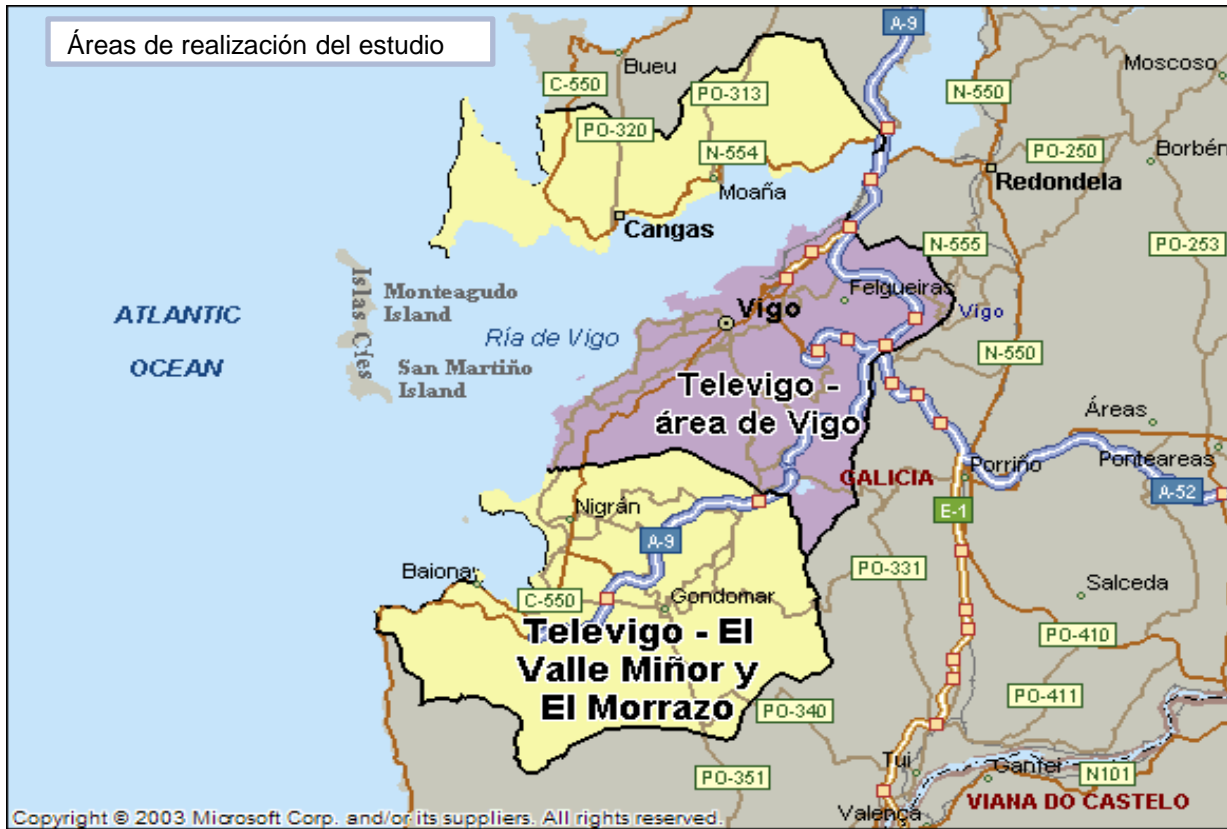 Áreas de realización del estudio
A-9
Bueu
Moscoso
C-550
PO-313
N-550
PO-320
N-554
PO-250
Borbén
Moaña
Redondela
Cangas
N-555
PO-253
Islas Cíes
Monteagudo
Island
Felgueiras
ATLANTIC
OCEAN
Vigo
Vigo
Ría de Vigo
N-550
San Martiño
Island
Televigo -
área de Vigo
Áreas
GALICIA
Porriño
Ponteareas
A-52
Nigrán
E-1
A-9
Baiona
PO-331
C-550
Gondomar
Salceda
Televigo - El
Valle Miñor y
El Morrazo
PO-410
PO-411
PO-340
Tui
Ganfei
N101
PO-351
VIANA DO CASTELO
Valença
Copyright © 2003 Microsoft Corp. and/or its suppliers. All rights reserved.